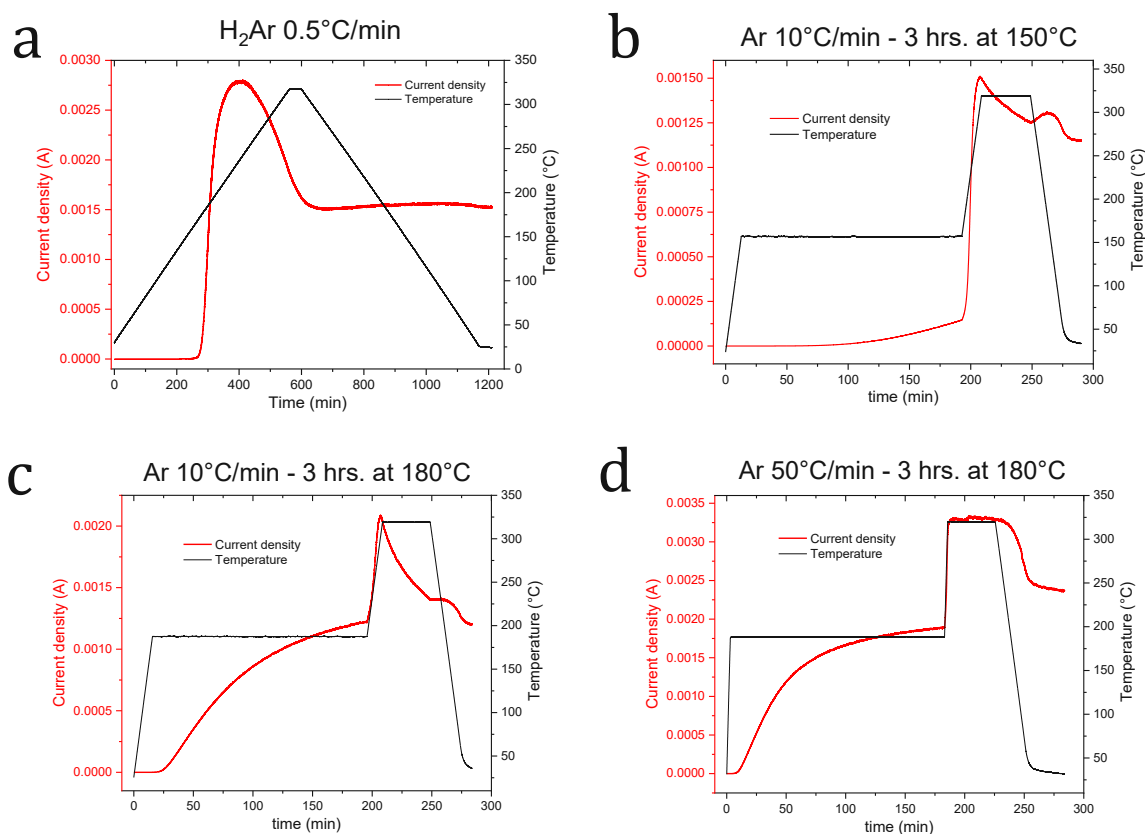 a
H₂Ar 0.5°C/min
Current density (A)
0.0030
0.0025
0.0020
0.0015
0.0010
0.0005
0.0000
Current density
Temperature
350
300
250
200
150
100
50
0
Temperature (°C)
0 200 400 600 800 1000 1200
Time (min)
b
Ar 10°C/min - 3 hrs. at 150°C
Current density (A)
0.00150
0.00125
0.00100
0.00075
0.00050
0.00025
0.00000
Current density
Temperature
350
300
250
200
150
100
50
Temperature (°C)
0 50 100 150 200 250 300
time (min)
c
Ar 10°C/min - 3 hrs. at 180°C
Current density (A)
0.0020
0.0015
0.0010
0.0005
0.0000
Current density
Temperature
350
300
250
200
150
100
50
Temperature (°C)
0 50 100 150 200 250 300
time (min)
d
Ar 50°C/min - 3 hrs. at 180°C
Current density (A)
0.0035
0.0030
0.0025
0.0020
0.0015
0.0010
0.0005
0.0000
Current density
Temperature
350
300
250
200
150
100
50
Temperature (°C)
0 50 100 150 200 250 300
time (min)